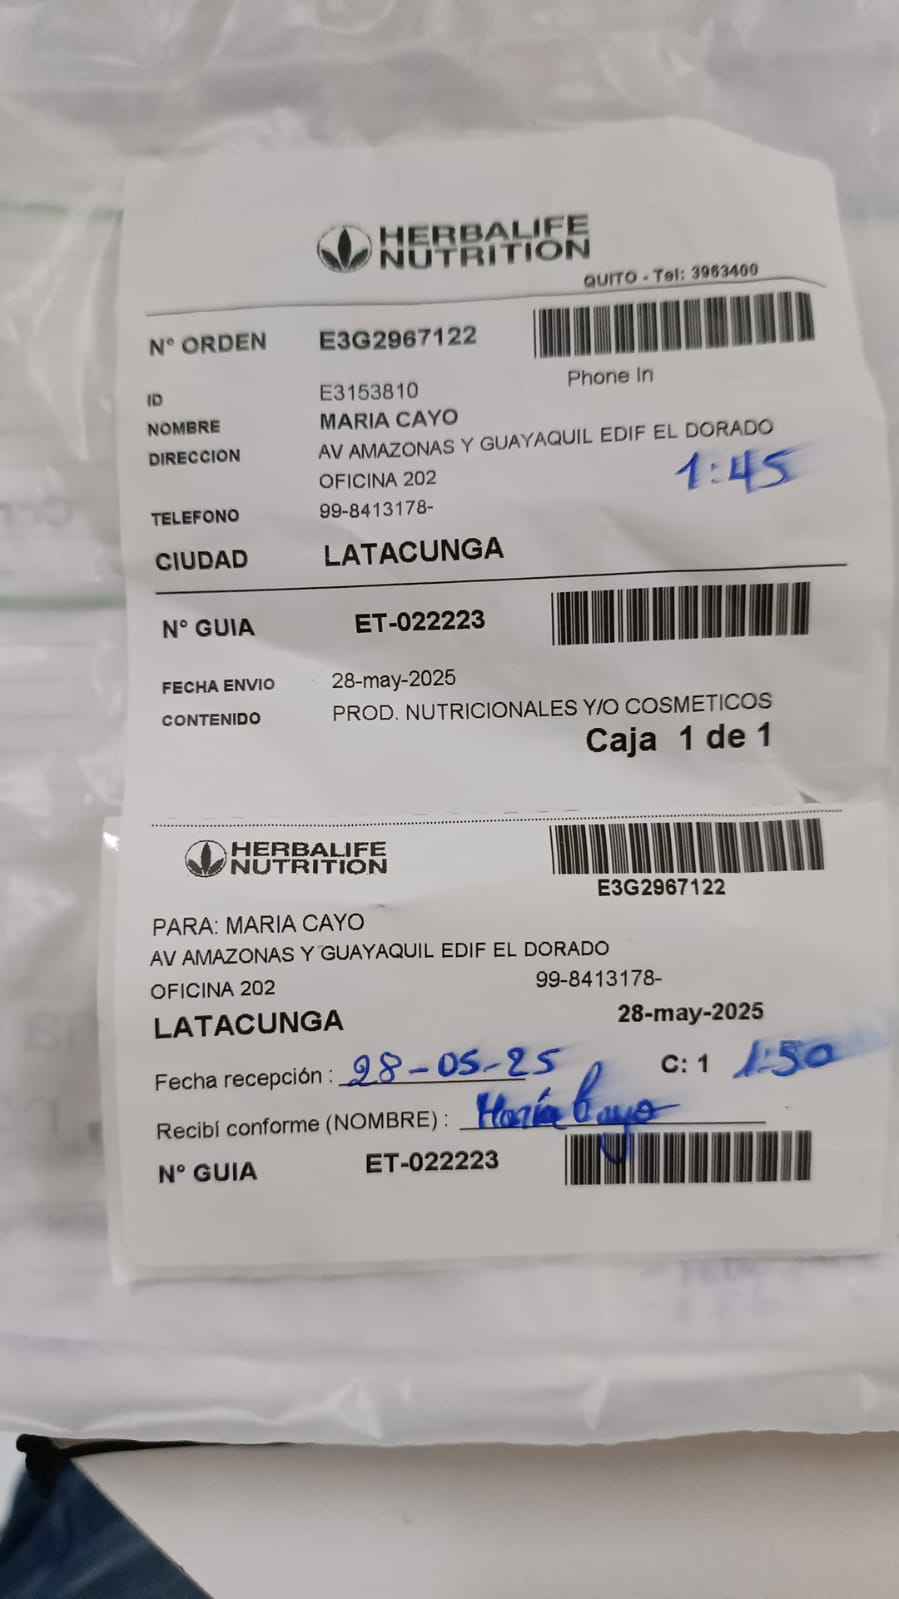 HERBALIFE
NUTRITION
QUITO - Tel: 3963400
N° ORDEN E3G2967122
Phone In
ID E3153810
NOMBRE MARIA CAYO
DIRECCION AV AMAZONAS Y GUAYAQUIL EDIF EL DORADO
OFICINA 202
1:45
TELEFONO 99-8413178-
CIUDAD LATACUNGA
N° GUIA ET-022223
FECHA ENVIO 28-may-2025
CONTENIDO PROD. NUTRICIONALES Y/O COSMETICOS
Caja 1 de 1
HERBALIFE
NUTRITION
E3G2967122
PARA: MARIA CAYO
AV AMAZONAS Y GUAYAQUIL EDIF EL DORADO
OFICINA 202 99-8413178-
LATACUNGA 28-may-2025
Fecha recepción : 28-05-25 C: 1 1:50
Recibí conforme (NOMBRE) : María Cayo
N° GUIA ET-022223